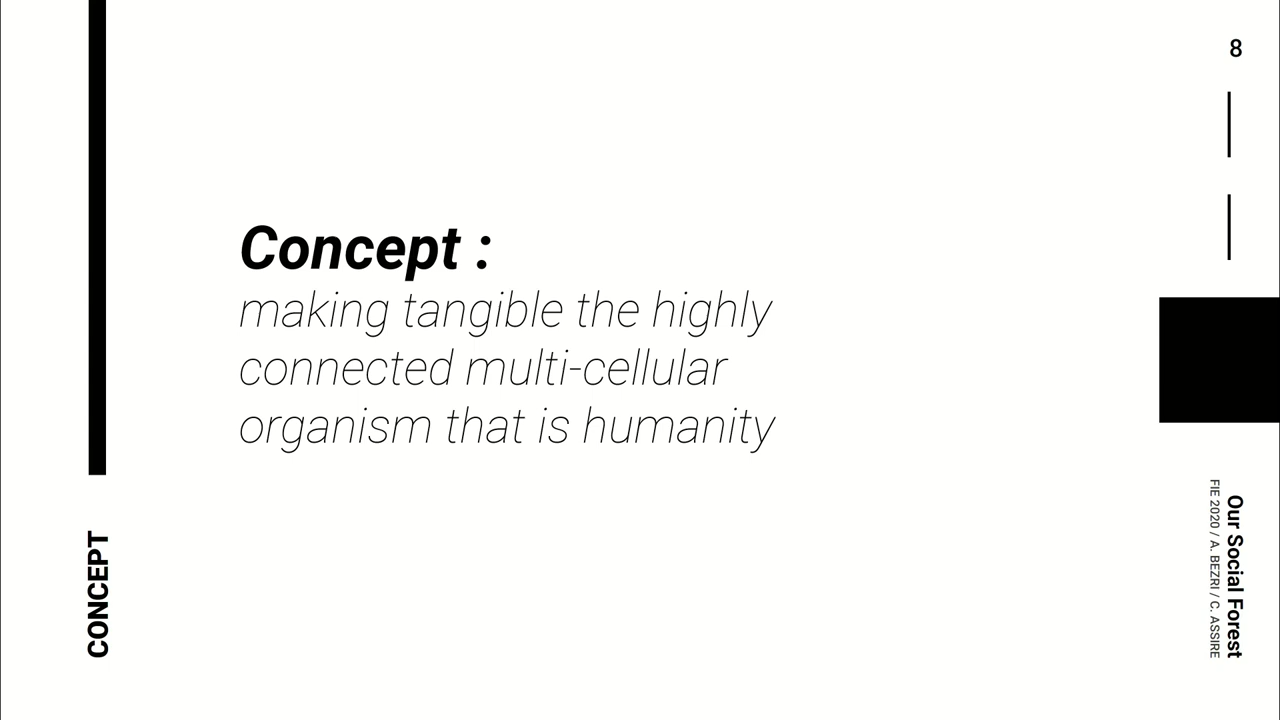 8
Concept :
making tangible the highly
connected multi-cellular
organism that is humanity
CONCEPT
Our Social Forest
FIE 2020 / A. BEZRI / C. ASSIRE